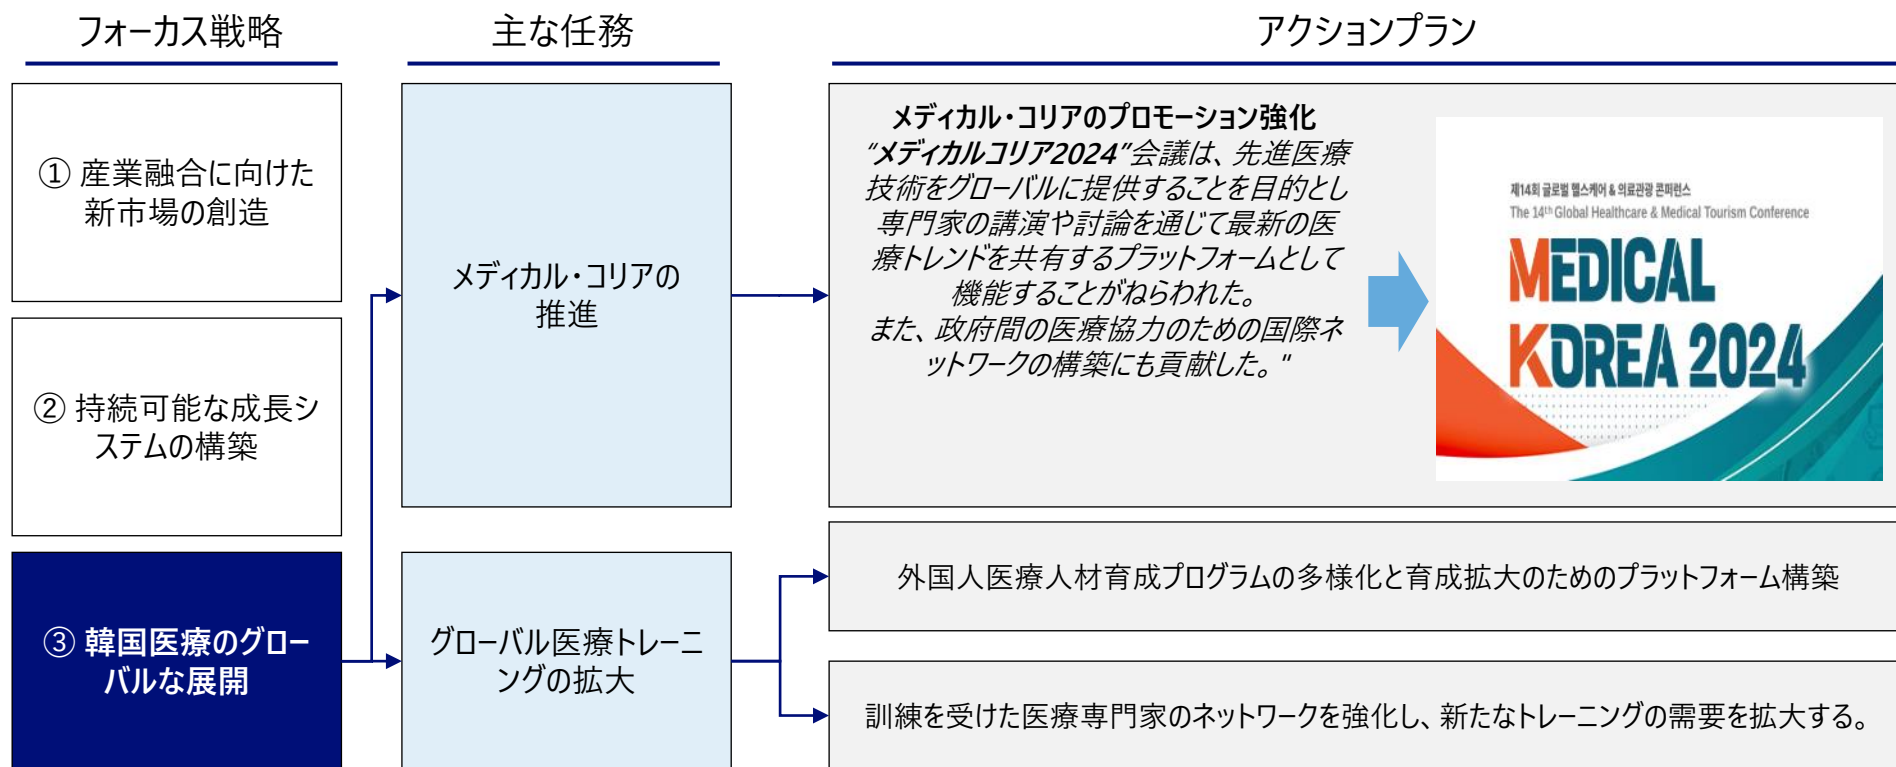 フォーカス戦略
主な任務
アクションプラン
① 産業融合に向けた
新市場の創造
② 持続可能な成長シ
ステムの構築
③ 韓国医療のグロー
バルな展開
メディカル・コリアの
推進
グローバル医療トレーニ
ングの拡大
メディカル・コリアのプロモーション強化
“メディカルコリア2024”会議は、先進医療
技術をグローバルに提供することを目的とし
専門家の講演や討論を通じて最新の医
療トレンドを共有するプラットフォームとして
機能することがねらわれた。
また、政府間の医療協力のための国際ネ
ットワークの構築にも貢献した。"
제14회 글로벌 헬스케어 & 의료관광 콘퍼런스
The 14th Global Healthcare & Medical Tourism Conference
MEDICAL
KOREA 2024
外国人医療人材育成プログラムの多様化と育成拡大のためのプラットフォーム構築
訓練を受けた医療専門家のネットワークを強化し、新たなトレーニングの需要を拡大する。